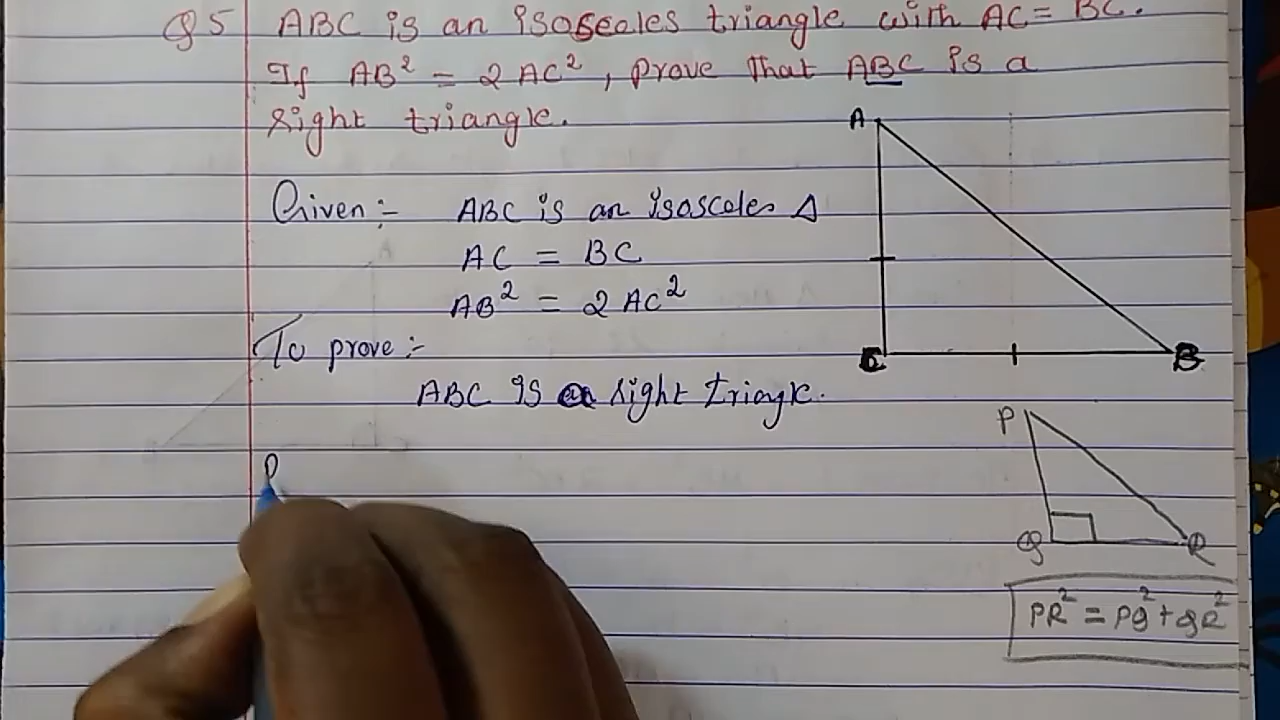 Q5 ABC is an isosceles triangle with AC = BC.
If AB² = 2AC², prove that ABC is a
right triangle.
Given :- ABC is an isosceles Δ
AC = BC
AB² = 2AC²
To prove :-
ABC is a right triangle.
P
A
C
B
P
Q
R
PR² = PQ² + QR²